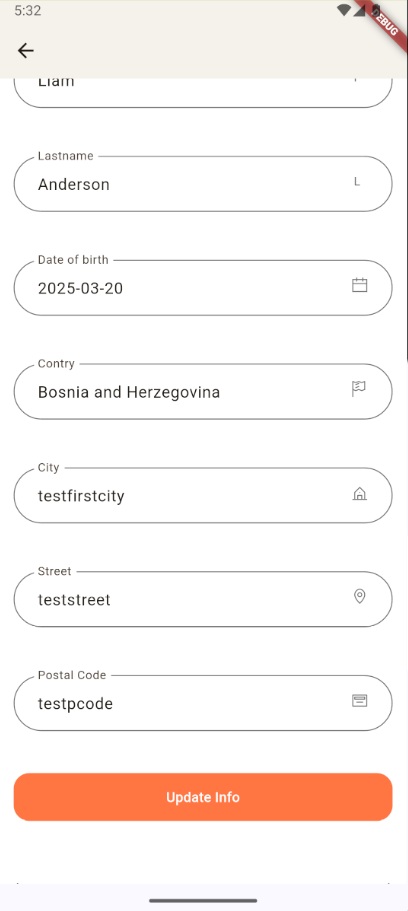 5:32
DEBUG
Liam
Lastname
Anderson
L
Date of birth
2025-03-20
Contry
Bosnia and Herzegovina
City
testfirstcity
Street
teststreet
Postal Code
testpcode
Update Info